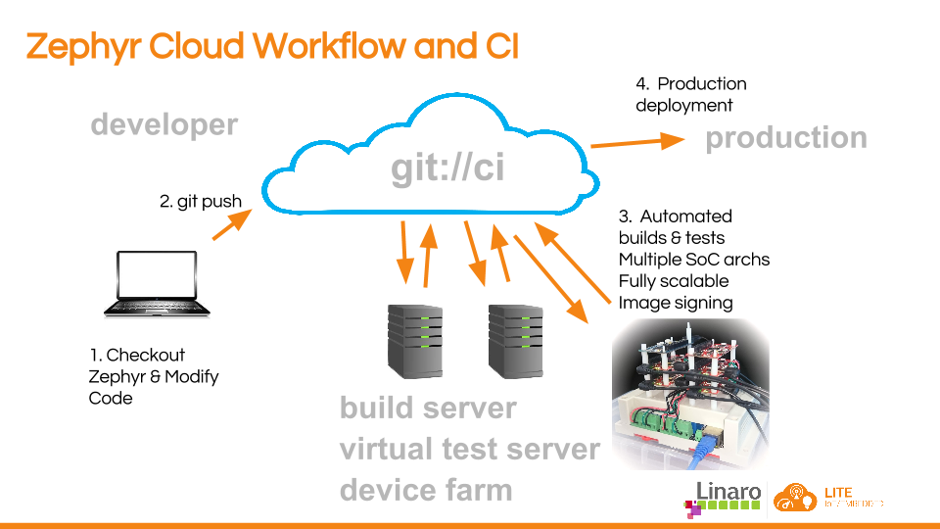 Zephyr Cloud Workflow and CI
developer
git://ci
4. Production
deployment
production
2. git push
1. Checkout
Zephyr & Modify
Code
3. Automated
builds & tests
Multiple SoC archs
Fully scalable
Image signing
build server
virtual test server
device farm
Linaro
LITE